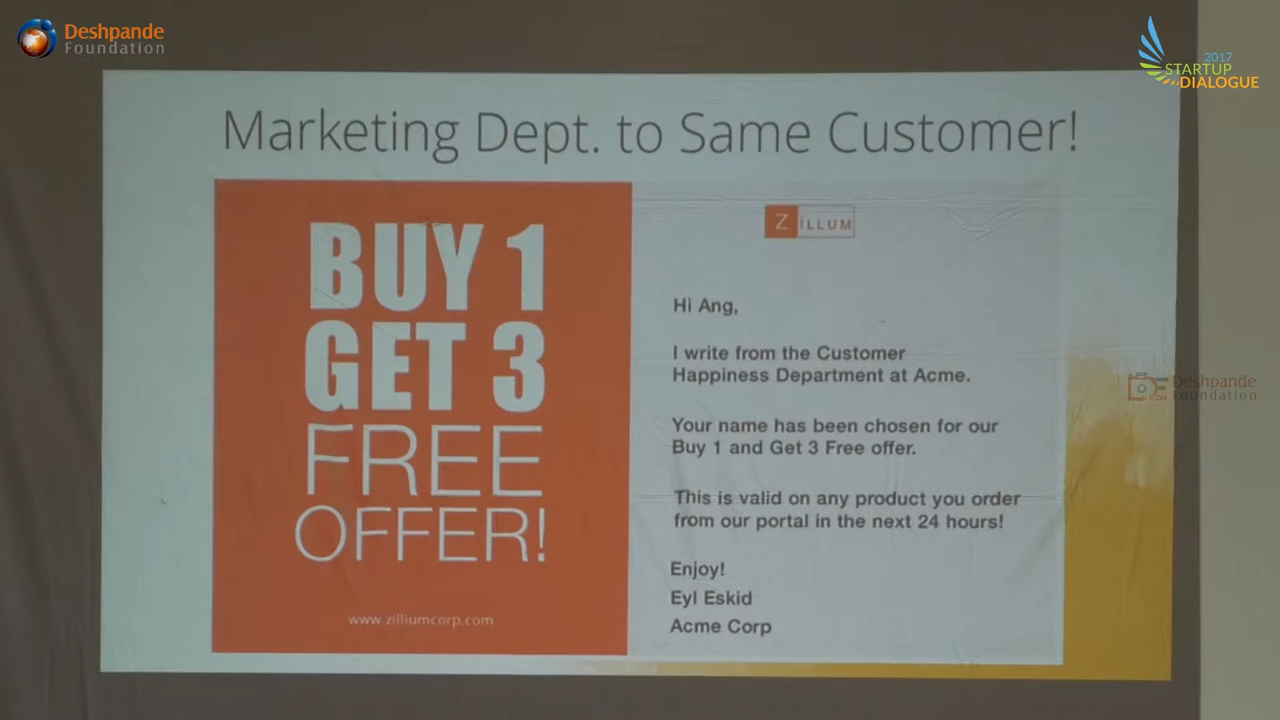 Deshpande
Foundation
2017
STARTUP
DIALOGUE
Marketing Dept. to Same Customer!
BUY 1
GET 3
FREE
OFFER!
www.zilliumcorp.com
ZiLLUM
Hi Ang,
I write from the Customer
Happiness Department at Acme.
Your name has been chosen for our
Buy 1 and Get 3 Free offer.
This is valid on any product you order
from our portal in the next 24 hours!
Enjoy!
Eyl Eskid
Acme Corp
Deshpande
Foundation